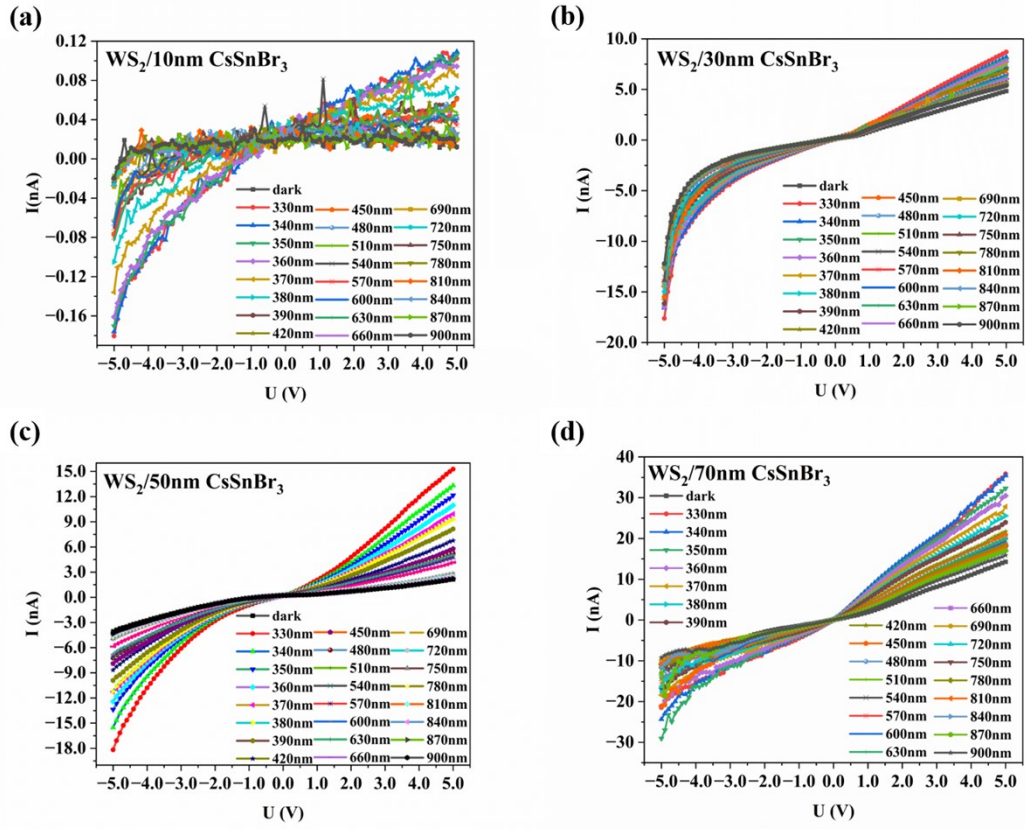 (a)
WS2/10nm CsSnBr3
I(nA)
0.12
0.08
0.04
0.00
−0.04
−0.08
−0.12
−0.16
dark
330nm
340nm
350nm
360nm
370nm
380nm
390nm
420nm
450nm
480nm
510nm
540nm
570nm
600nm
630nm
660nm
690nm
720nm
750nm
780nm
810nm
840nm
870nm
900nm
−5.0 −4.0 −3.0 −2.0 −1.0 0.0 1.0 2.0 3.0 4.0 5.0
U (V)
(b)
WS2/30nm CsSnBr3
I (nA)
10.0
5.0
0.0
−5.0
−10.0
−15.0
−20.0
dark
330nm
340nm
350nm
360nm
370nm
380nm
390nm
420nm
450nm
480nm
510nm
540nm
570nm
600nm
630nm
660nm
690nm
720nm
750nm
780nm
810nm
840nm
870nm
900nm
−5.0 −4.0 −3.0 −2.0 −1.0 0.0 1.0 2.0 3.0 4.0 5.0
U (V)
(c)
WS2/50nm CsSnBr3
I (nA)
15.0
12.0
9.0
6.0
3.0
0.0
−3.0
−6.0
−9.0
−12.0
−15.0
−18.0
dark
330nm
340nm
350nm
360nm
370nm
380nm
390nm
420nm
450nm
480nm
510nm
540nm
570nm
600nm
630nm
660nm
690nm
720nm
750nm
780nm
810nm
840nm
870nm
900nm
−5.0 −4.0 −3.0 −2.0 −1.0 0.0 1.0 2.0 3.0 4.0 5.0
U (V)
(d)
WS2/70nm CsSnBr3
I (nA)
40
30
20
10
0
−10
−20
−30
dark
330nm
340nm
350nm
360nm
370nm
380nm
390nm
420nm
450nm
480nm
510nm
540nm
570nm
600nm
630nm
660nm
690nm
720nm
750nm
780nm
810nm
840nm
870nm
900nm
−5.0 −4.0 −3.0 −2.0 −1.0 0.0 1.0 2.0 3.0 4.0 5.0
U (V)